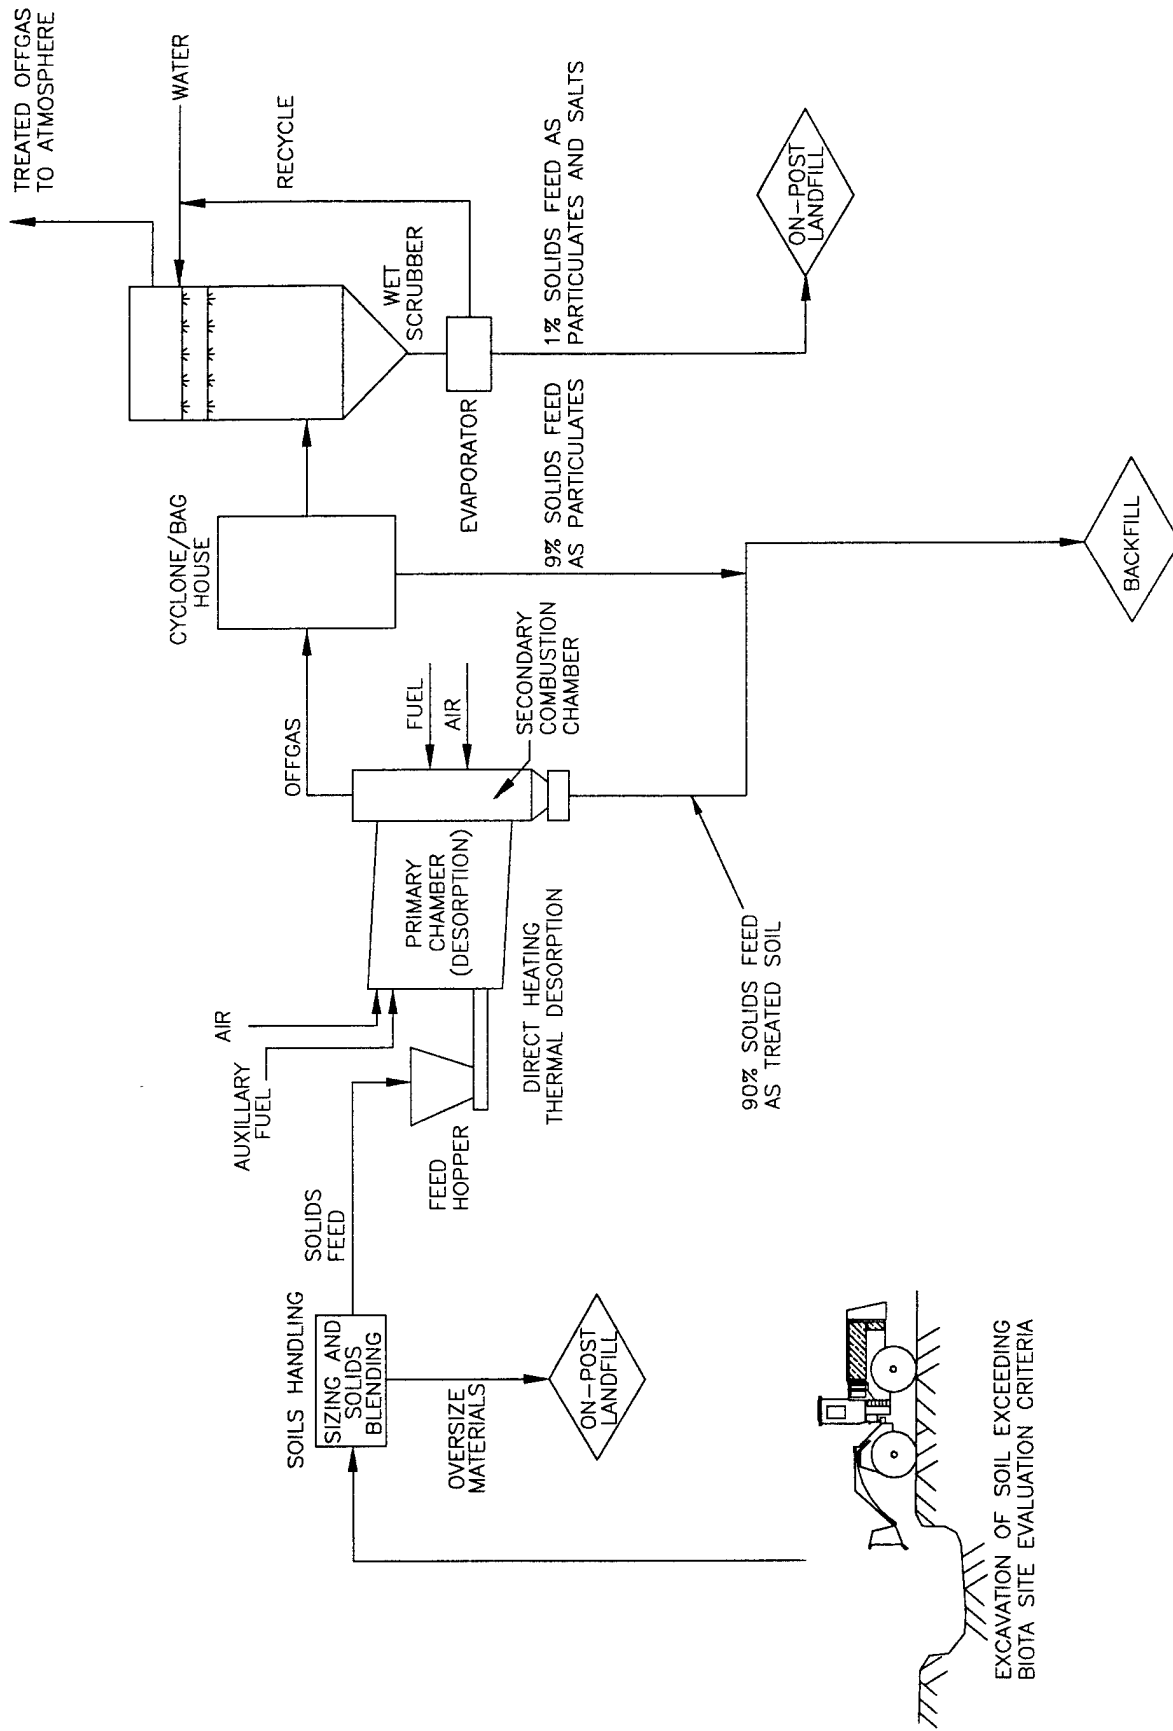 TREATED OFFGAS
TO ATMOSPHERE
WATER
RECYCLE
WET
SCRUBBER
EVAPORATOR
1% SOLIDS FEED AS
PARTICULATES AND SALTS
ON-POST
LANDFILL
CYCLONE/BAG
HOUSE
9% SOLIDS FEED
AS PARTICULATES
BACKFILL
OFFGAS
FUEL
AIR
SECONDARY
COMBUSTION
CHAMBER
PRIMARY
CHAMBER
(DESORPTION)
DIRECT HEATING
THERMAL DESORPTION
90% SOLIDS FEED
AS TREATED SOIL
AIR
AUXILLARY
FUEL
FEED
HOPPER
SOLIDS
FEED
SOILS HANDLING
SIZING AND
SOLIDS
BLENDING
OVERSIZE
MATERIALS
ON-POST
LANDFILL
EXCAVATION OF SOIL EXCEEDING
BIOTA SITE EVALUATION CRITERIA